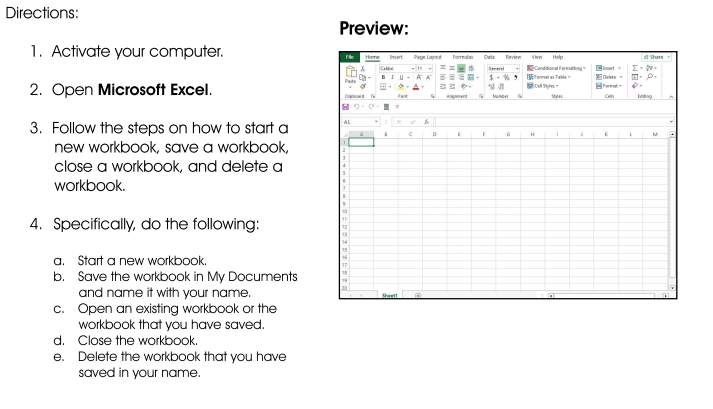 Directions:
1. Activate your computer.
2. Open Microsoft Excel.
3. Follow the steps on how to start a
new workbook, save a workbook,
close a workbook, and delete a
workbook.
4. Specifically, do the following:
a. Start a new workbook.
b. Save the workbook in My Documents
and name it with your name.
c. Open an existing workbook or the
workbook that you have saved.
d. Close the workbook.
e. Delete the workbook that you have
saved in your name.
Preview:
File Home Insert Page Layout Formulas Data Review View Help Share
Calibri 11 General Conditional Formatting Insert
Paste B I U Format as Table Delete
Cell Styles Format
Clipboard Font Alignment Number Styles Cells Editing
A1
A B C D E F G H I J K L M
1
2
3
4
5
6
7
8
9
10
11
12
13
14
15
16
17
18
19
20
Sheet1